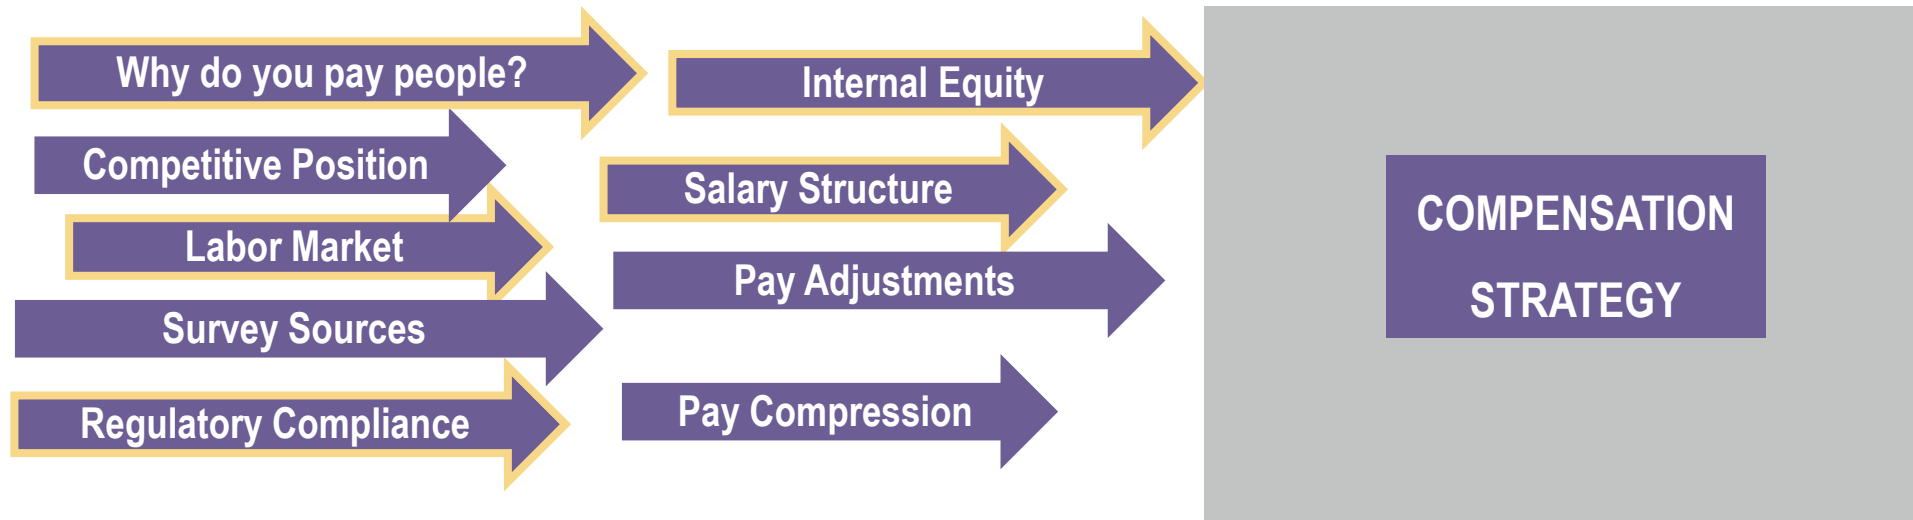 Why do you pay people?
Competitive Position
Labor Market
Survey Sources
Regulatory Compliance
Internal Equity
Salary Structure
Pay Adjustments
Pay Compression
COMPENSATION
STRATEGY